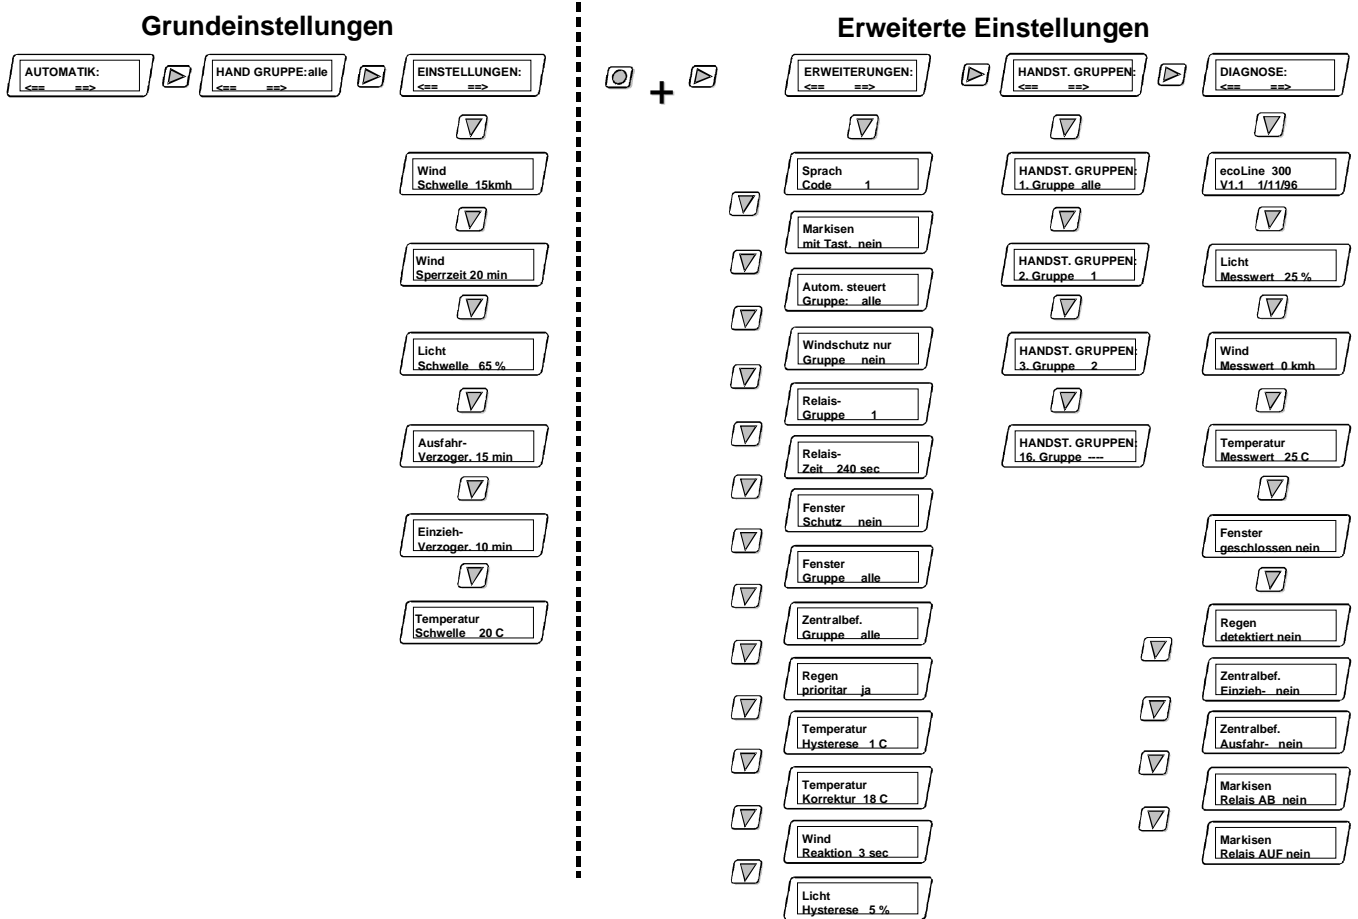 Grundeinstellungen
Erweiterte Einstellungen
AUTOMATIK:
<== ==>
HAND GRUPPE:alle
<== ==>
EINSTELLUNGEN:
<== ==>
Wind
Schwelle 15kmh
Wind
Sperrzeit 20 min
Licht
Schwelle 65 %
Ausfahr-
Verzoger. 15 min
Einzieh-
Verzoger. 10 min
Temperatur
Schwelle 20 C
+
ERWEITERUNGEN:
<== ==>
Sprach
Code 1
Markisen
mit Tast. nein
Autom. steuert
Gruppe: alle
Windschutz nur
Gruppe nein
Relais-
Gruppe 1
Relais-
Zeit 240 sec
Fenster
Schutz nein
Fenster
Gruppe alle
Zentralbef.
Gruppe alle
Regen
prioritar ja
Temperatur
Hysterese 1 C
Temperatur
Korrektur 18 C
Wind
Reaktion 3 sec
Licht
Hysterese 5 %
HANDST. GRUPPEN:
<== ==>
HANDST. GRUPPEN:
1. Gruppe alle
HANDST. GRUPPEN:
2. Gruppe 1
HANDST. GRUPPEN:
3. Gruppe 2
HANDST. GRUPPEN:
16. Gruppe ----
DIAGNOSE:
<== ==>
ecoLine 300
V1.1 1/11/96
Licht
Messwert 25 %
Wind
Messwert 0 kmh
Temperatur
Messwert 25 C
Fenster
geschlossen nein
Regen
detektiert nein
Zentralbef.
Einzieh- nein
Zentralbef.
Ausfahr- nein
Markisen
Relais AB nein
Markisen
Relais AUF nein